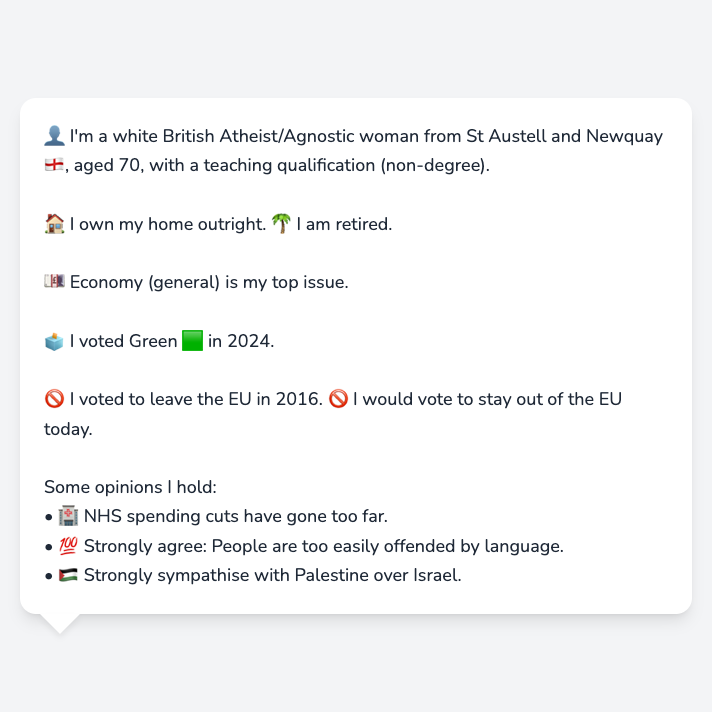 👤 I'm a white British Atheist/Agnostic woman from St Austell and Newquay
🏴󠁧󠁢󠁥󠁮󠁧󠁿, aged 70, with a teaching qualification (non-degree).
🏠 I own my home outright. 🌴 I am retired.
💷 Economy (general) is my top issue.
🗳️ I voted Green 🟩 in 2024.
🚫 I voted to leave the EU in 2016. 🚫 I would vote to stay out of the EU
today.
Some opinions I hold:
• 🏥 NHS spending cuts have gone too far.
• 💯 Strongly agree: People are too easily offended by language.
• 🇵🇸 Strongly sympathise with Palestine over Israel.